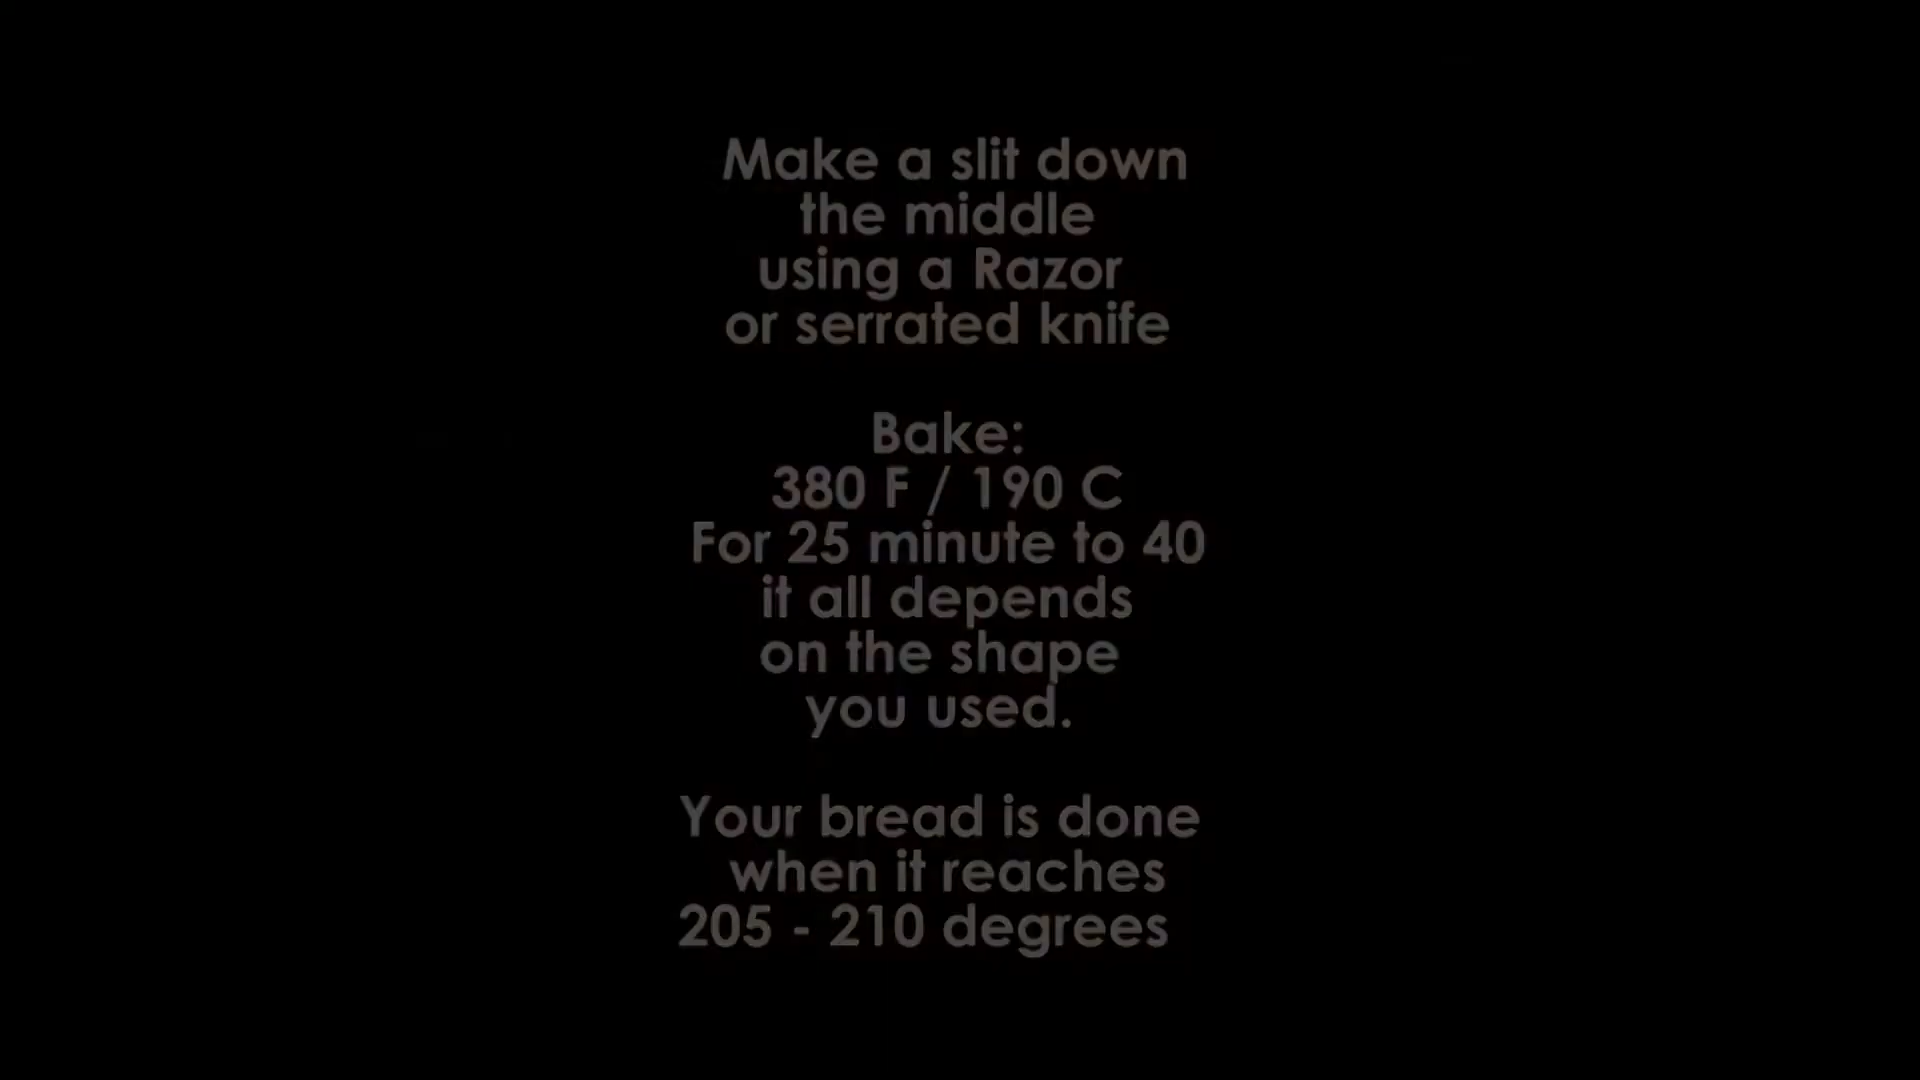 Make a slit down
the middle
using a Razor
or serrated knife
Bake:
380 F / 190 C
For 25 minute to 40
it all depends
on the shape
you used.
Your bread is done
when it reaches
205 - 210 degrees